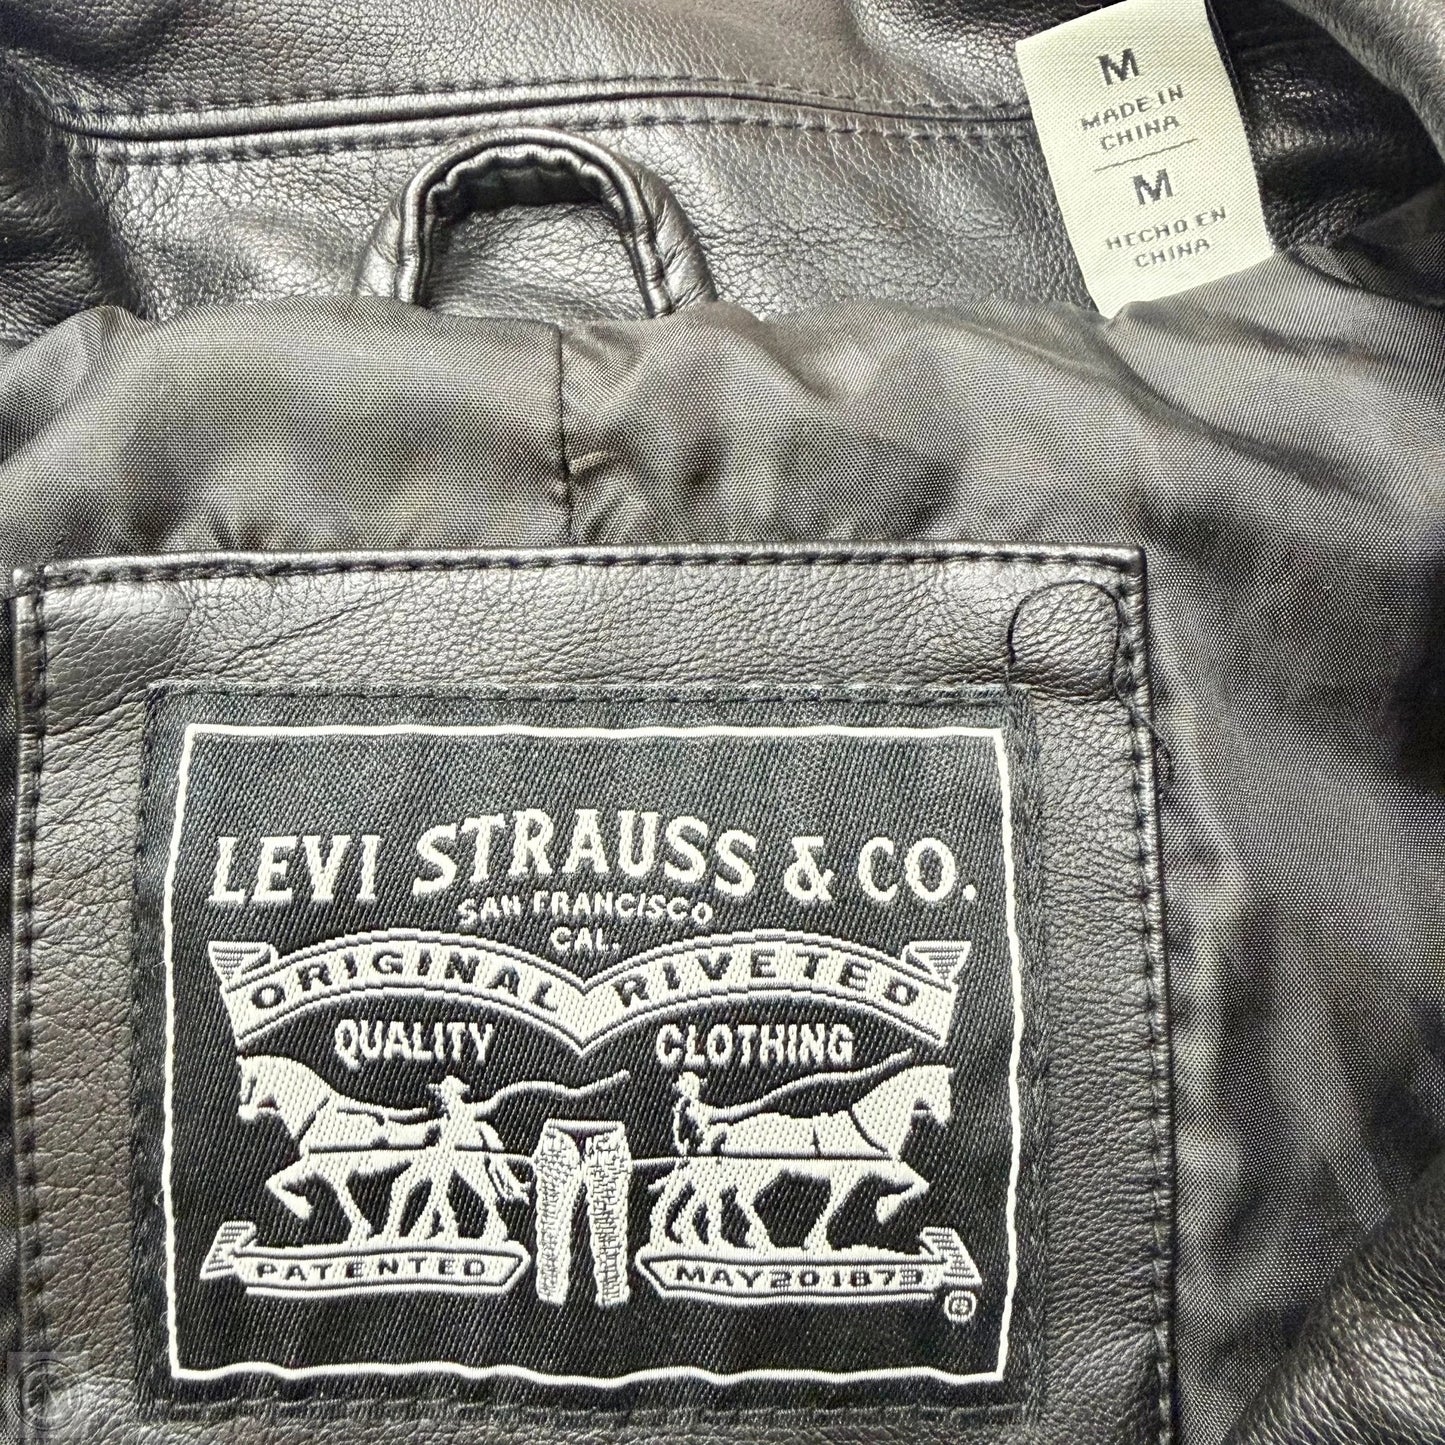 M
MADE IN
CHINA
M
HECHO EN
CHINA
LEVI STRAUSS & CO.
SAN FRANCISCO
CAL.
ORIGINAL RIVETED
QUALITY CLOTHING
PATENTED MAY 20 1873
®